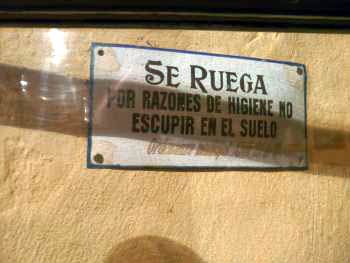 SE RUEGA
POR RAZONES DE HIGIENE NO
ESCUPIR EN EL SUELO